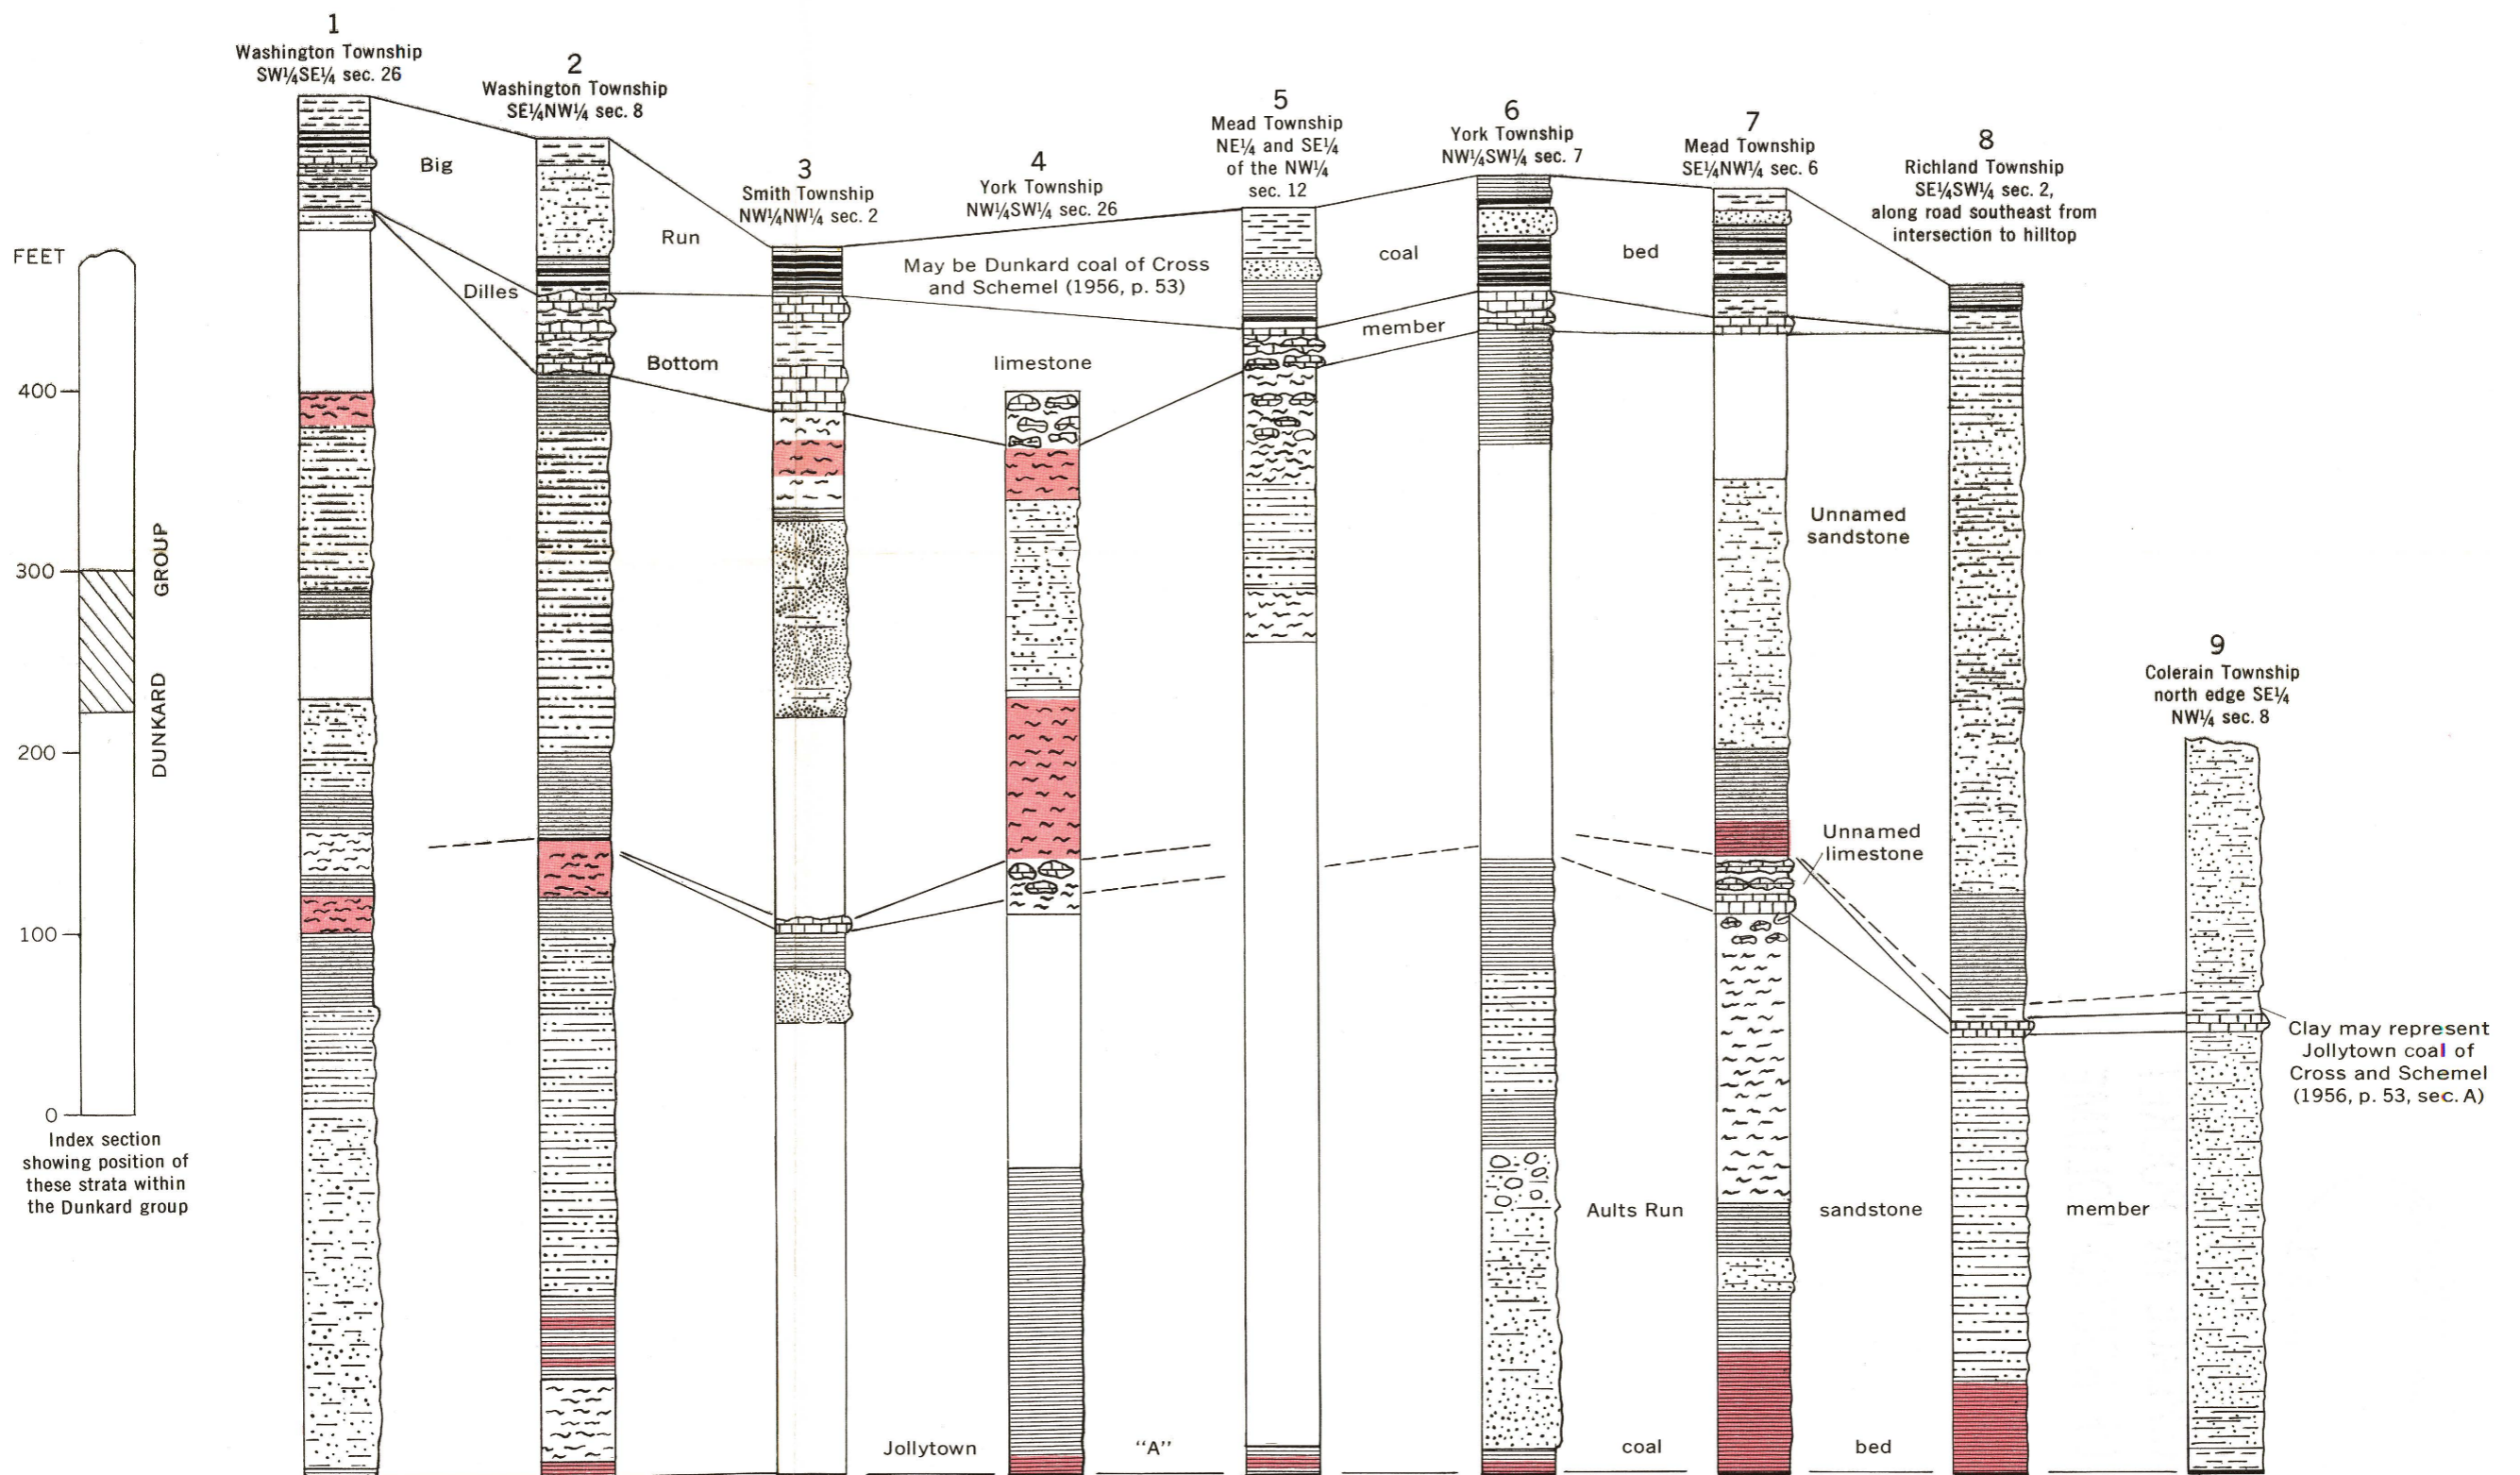 1
Washington Township
SW¼SE¼ sec. 26
2
Washington Township
SE¼NW¼ sec. 8
3
Smith Township
NW¼NW¼ sec. 2
4
York Township
NW¼SW¼ sec. 26
5
Mead Township
NE¼ and SE¼
of the NW¼
sec. 12
6
York Township
NW¼SW¼ sec. 7
7
Mead Township
SE¼NW¼ sec. 6
8
Richland Township
SE¼SW¼ sec. 2,
along road southeast from
intersection to hilltop
9
Colerain Township
north edge SE¼
NW¼ sec. 8
FEET
400
300
200
100
0
DUNKARD GROUP
Index section
showing position of
these strata within
the Dunkard group
Big Run coal bed
May be Dunkard coal of Cross
and Schemel (1956, p. 53)
Dilles Bottom limestone member
Unnamed
sandstone
Unnamed
limestone
Clay may represent
Jollytown coal of
Cross and Schemel
(1956, p. 53, sec. A)
Aults Run sandstone member
Jollytown "A" coal bed